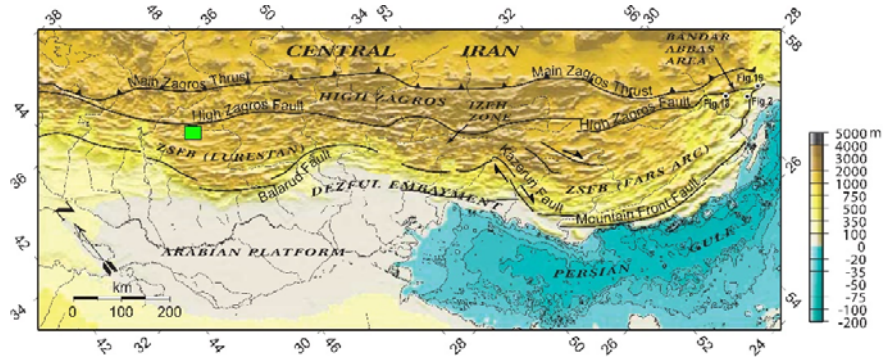 38 48 36 50 34 52 32 56 30 28
58
CENTRAL IRAN
BANDAR
ABBAS
AREA
Main Zagros Thrust
Main Zagros Thrust
Fig.
HIGH ZAGROS
IZEH
ZONE
High Zagros Fault
High Zagros Fault
Fig.2
44
ZSFB (LURESTAN)
Balarud Fault
Kazerun Fault
ZSFB (FARS ARC)
26
36
DEZFUL EMBAYMENT
Mountain Front Fault
N
ARABIAN PLATFORM
PERSIAN GULF
42
km
0 100 200
34
54
42 32 44 30 46 28 50 26 52 24
5000 m
4000
3000
2000
1000
750
500
350
100
0
-20
-35
-50
-75
-100
-200